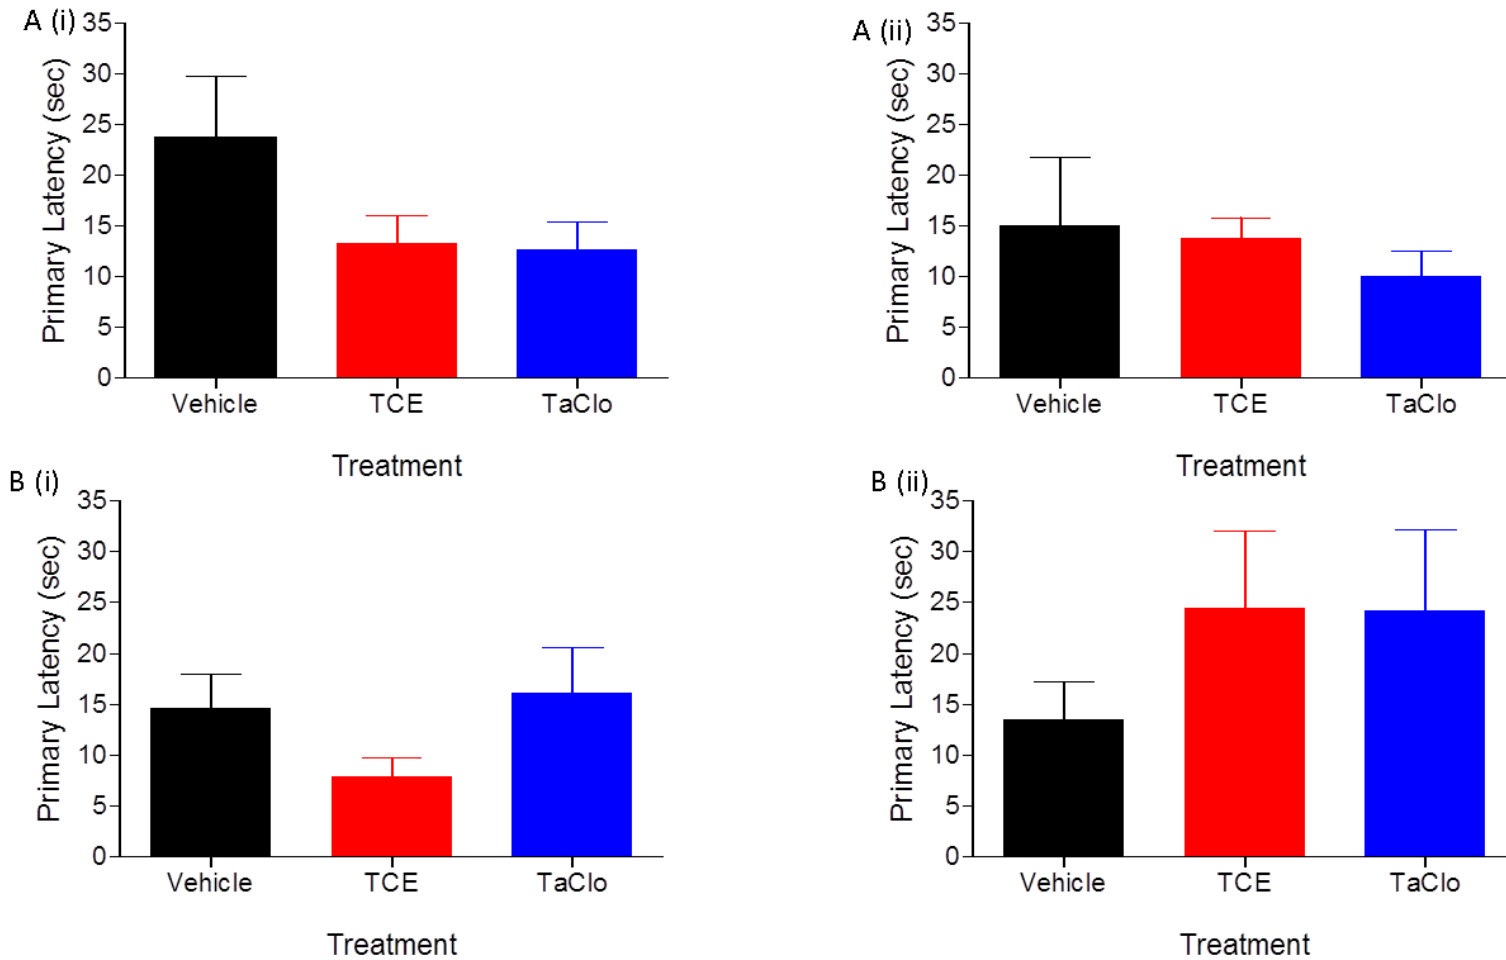 A (i)
Primary Latency (sec)
35
30
25
20
15
10
5
0
Vehicle TCE TaClo
Treatment
A (ii)
Primary Latency (sec)
35
30
25
20
15
10
5
0
Vehicle TCE TaClo
Treatment
B (i)
Primary Latency (sec)
35
30
25
20
15
10
5
0
Vehicle TCE TaClo
Treatment
B (ii)
Primary Latency (sec)
35
30
25
20
15
10
5
0
Vehicle TCE TaClo
Treatment